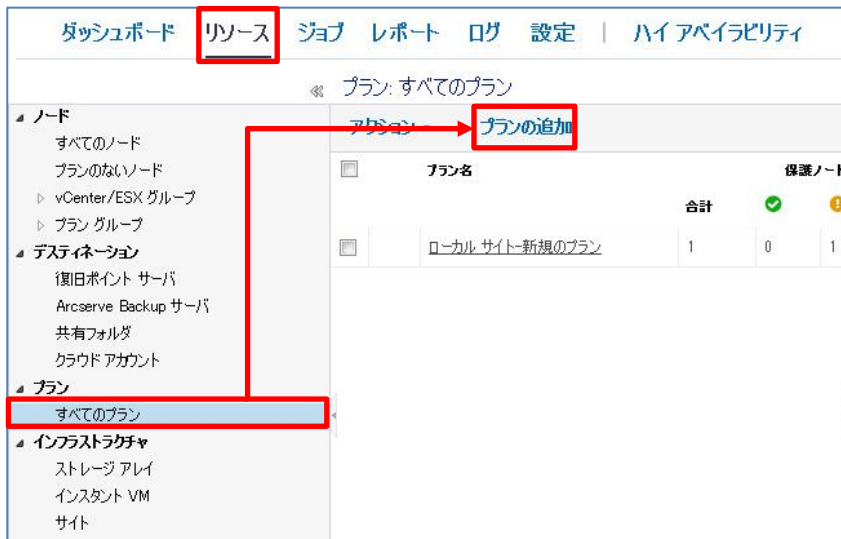 ダッシュボード リソース ジョブ レポート ログ 設定 | ハイ アベイラビリティ
プラン: すべてのプラン
アクション プランの追加
ノード
すべてのノード
プランのないノード
vCenter/ESX グループ
プラン グループ
デスティネーション
復旧ポイント サーバ
Arcserve Backup サーバ
共有フォルダ
クラウド アカウント
プラン
すべてのプラン
インフラストラクチャ
ストレージ アレイ
インスタント VM
サイト
プラン名 保護ノード
合計
ローカル サイト-新規のプラン 1 0 1